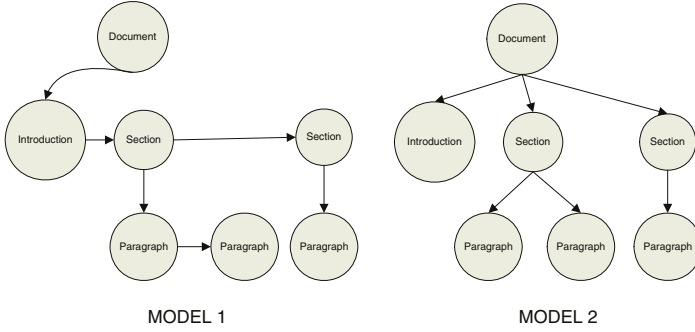 Document
Introduction
Section
Section
Paragraph
Paragraph
Paragraph
MODEL 1
Document
Introduction
Section
Section
Paragraph
Paragraph
Paragraph
MODEL 2